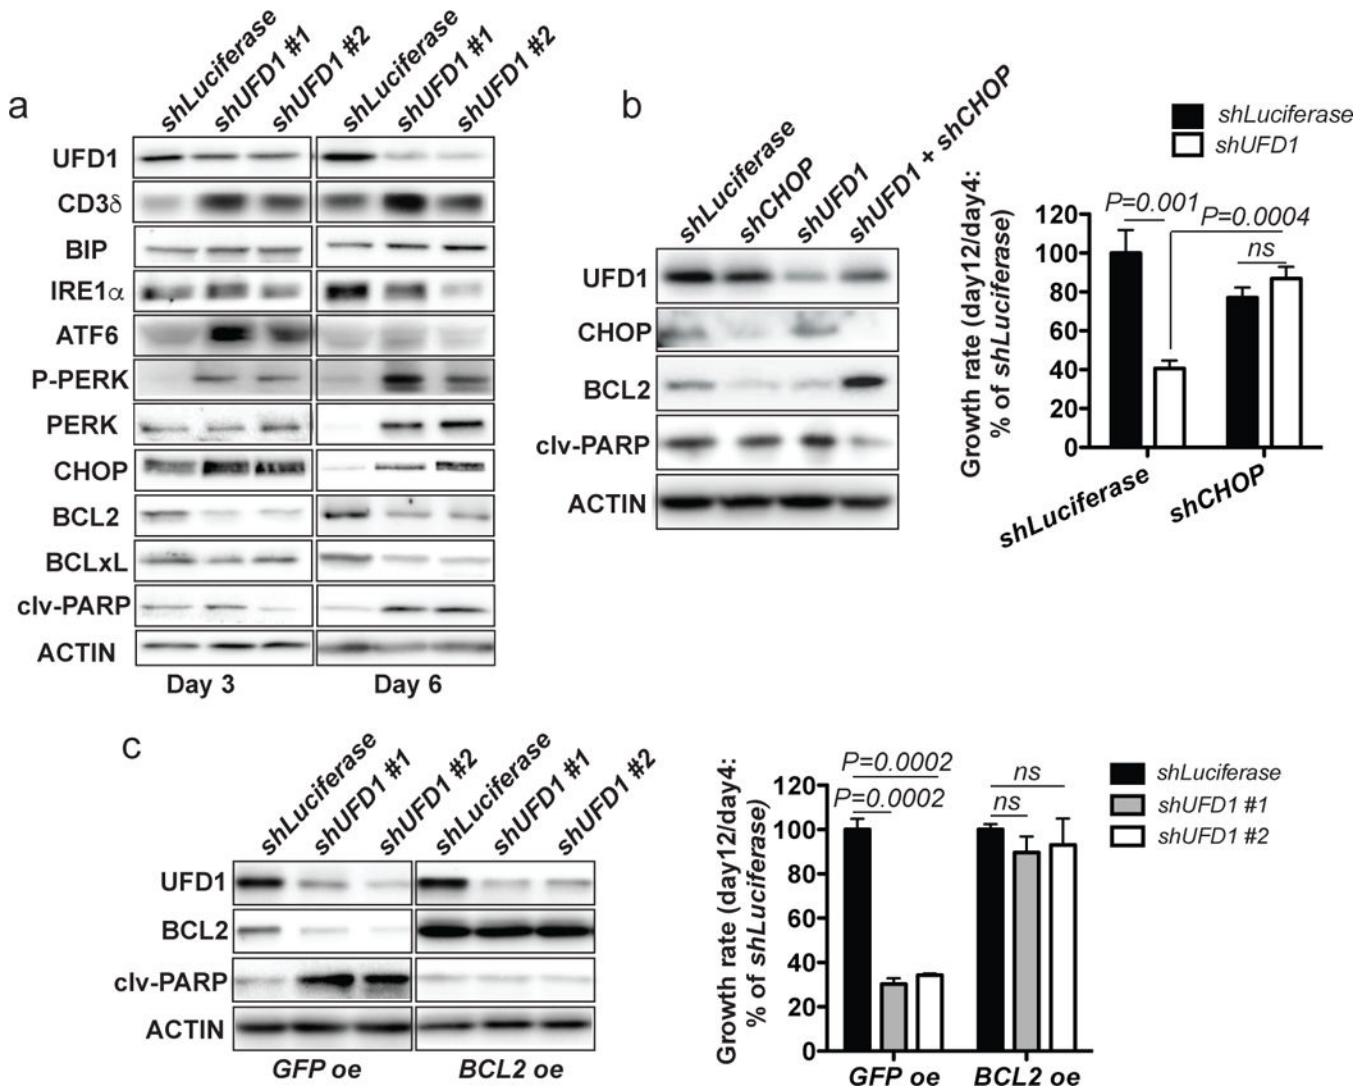 a
shLuciferase
shUFD1 #1
shUFD1 #2
shLuciferase
shUFD1 #1
shUFD1 #2
UFD1
CD3δ
BIP
IRE1α
ATF6
P-PERK
PERK
CHOP
BCL2
BCLxL
clv-PARP
ACTIN
Day 3
Day 6
b
shLuciferase
shCHOP
shUFD1
shUFD1 + shCHOP
UFD1
CHOP
BCL2
clv-PARP
ACTIN
shLuciferase
shUFD1
Growth rate (day12/day4:
% of shLuciferase)
120
100
80
60
40
20
0
P=0.001
P=0.0004
ns
shLuciferase
shCHOP
c
shLuciferase
shUFD1 #1
shUFD1 #2
shLuciferase
shUFD1 #1
shUFD1 #2
UFD1
BCL2
clv-PARP
ACTIN
GFP oe
BCL2 oe
Growth rate (day12/day4:
% of shLuciferase)
120
100
80
60
40
20
0
P=0.0002
P=0.0002
ns
ns
GFP oe
BCL2 oe
shLuciferase
shUFD1 #1
shUFD1 #2